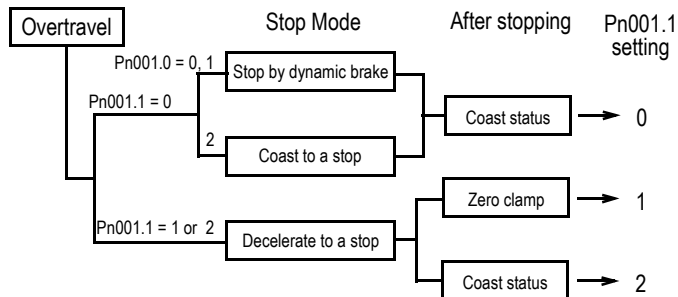 Overtravel
Stop Mode
After stopping
Pn001.1
setting
Pn001.0 = 0, 1
Stop by dynamic brake
Pn001.1 = 0
Coast status
0
2
Coast to a stop
Zero clamp
1
Pn001.1 = 1 or 2
Decelerate to a stop
Coast status
2